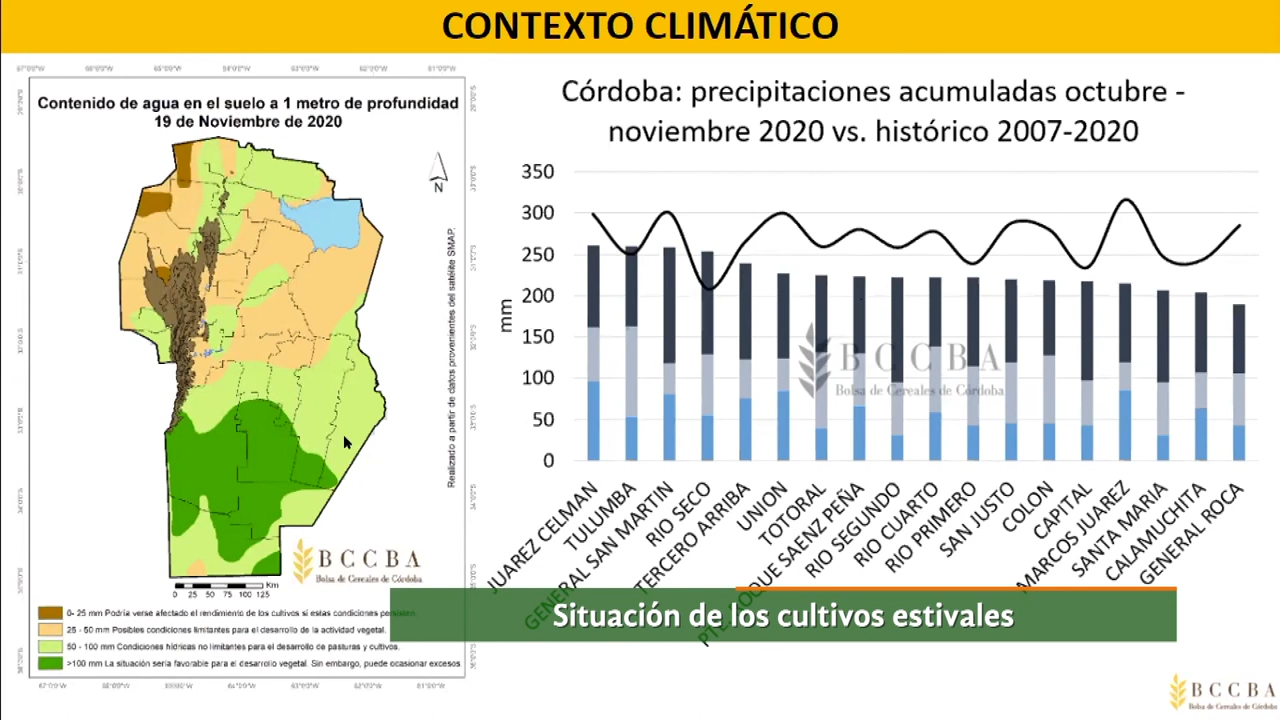 CONTEXTO CLIMÁTICO
Contenido de agua en el suelo a 1 metro de profundidad
19 de Noviembre de 2020
N
Realizado a partir de datos provenientes del satélite SMAP.
BCCBA
Bolsa de Cereales de Córdoba
Km
0 25 50 75 100 125
0- 25 mm Podría verse afectado el rendimiento de los cultivos si estas condiciones persisten.
25 - 50 mm Posibles condiciones limitantes para el desarrollo de la actividad vegetal.
50 - 100 mm Condiciones hídricas no limitantes para el desarrollo de pasturas y cultivos.
>100 mm La situación sería favorable para el desarrollo vegetal. Sin embargo, puede ocasionar excesos
Córdoba: precipitaciones acumuladas octubre -
noviembre 2020 vs. histórico 2007-2020
mm
350
300
250
200
150
100
50
0
BCCBA
Bolsa de Cereales de Córdoba
JUAREZ CELMAN
TULUMBA
GENERAL SAN MARTIN
RIO SECO
TERCERO ARRIBA
UNION
TOTORAL
ROQUE SAENZ PEÑA
RIO SEGUNDO
RIO CUARTO
RIO PRIMERO
SAN JUSTO
COLON
CAPITAL
MARCOS JUAREZ
SANTA MARIA
CALAMUCHITA
GENERAL ROCA
Situación de los cultivos estivales
BCCBA
Bolsa de Cereales de Córdoba